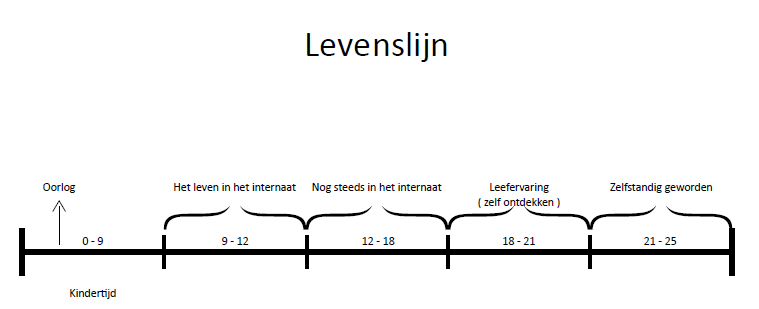 Levenslijn
Oorlog
Het leven in het internaat
Nog steeds in het internaat
Leefervaring
( zelf ontdekken )
Zelfstandig geworden
0 - 9
9 - 12
12 - 18
18 - 21
21 - 25
Kindertijd